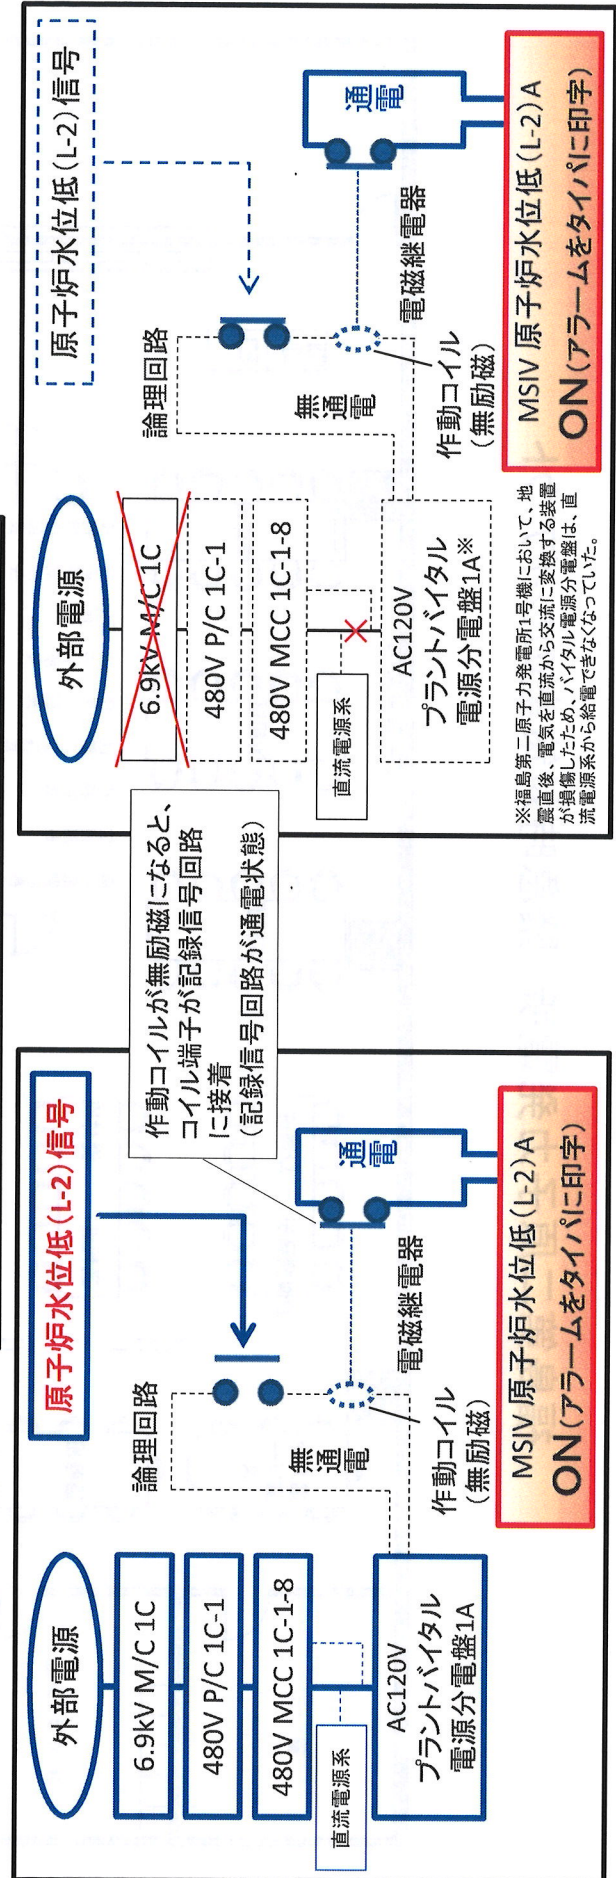 外部電源
6.9kV M/C 1C
480V P/C 1C-1
480V MCC 1C-1-8
直流電源系
AC120V
プラントバイタル
電源分電盤1A
原子炉水位低(L-2)信号
論理回路
無通電
作動コイル
(無励磁)
電磁継電器
通電
MSIV 原子炉水位低(L-2)A
ON(アラームをタイパに印字)
作動コイルが無励磁になると、
コイル端子が記録信号回路
に接着
(記録信号回路が通電状態)
外部電源
6.9kV M/C 1C
480V P/C 1C-1
480V MCC 1C-1-8
直流電源系
AC120V
プラントバイタル
電源分電盤1A※
原子炉水位低(L-2)信号
論理回路
無通電
作動コイル
(無励磁)
電磁継電器
通電
MSIV 原子炉水位低(L-2)A
ON(アラームをタイパに印字)
※福島第二原子力発電所1号機において、地
震直後、電気を直流から交流に変換する装置
が損傷したため、バイタル電源分電盤は、直
流電源系から給電できなくなっていた。